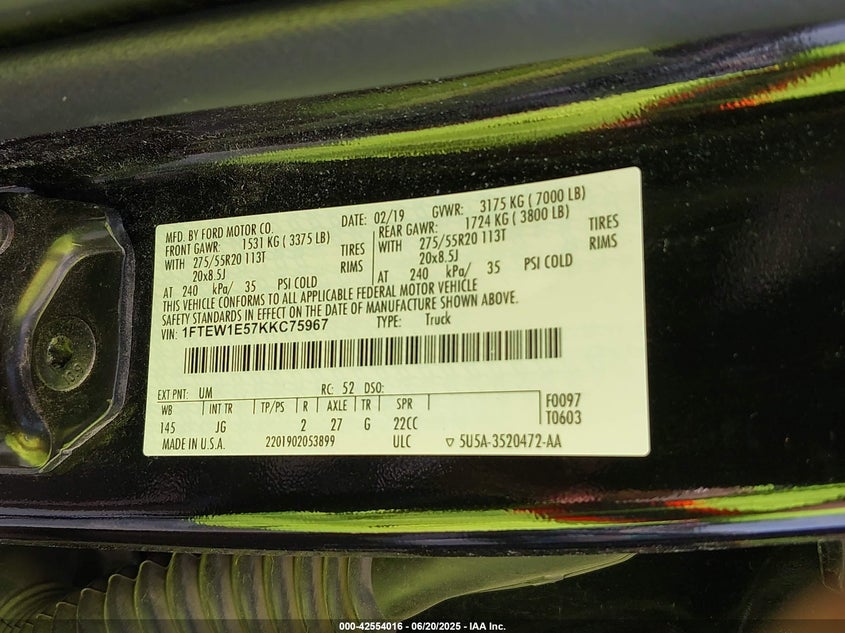 MFD. BY FORD MOTOR CO. DATE: 02/19 GVWR: 3175 KG ( 7000 LB)
FRONT GAWR: 1531 KG ( 3375 LB) REAR GAWR: 1724 KG ( 3800 LB)
WITH 275/55R20 113T TIRES WITH 275/55R20 113T TIRES
20x8.5J RIMS 20x8.5J RIMS
AT 240 kPa/ 35 PSI COLD AT 240 kPa/ 35 PSI COLD
THIS VEHICLE CONFORMS TO ALL APPLICABLE FEDERAL MOTOR VEHICLE
SAFETY STANDARDS IN EFFECT ON THE DATE OF MANUFACTURE SHOWN ABOVE.
VIN: 1FTEW1E57KKC75967 TYPE: Truck
EXT PNT: UM RC: 52 DSO:
WB INT TR TP/PS R AXLE TR SPR F0097
145 JG 2 27 G 22CC T0603
MADE IN U.S.A. 2201902053899 ULC ▽ 5U5A-3520472-AA
000-42554016 - 06/20/2025 - IAA Inc.